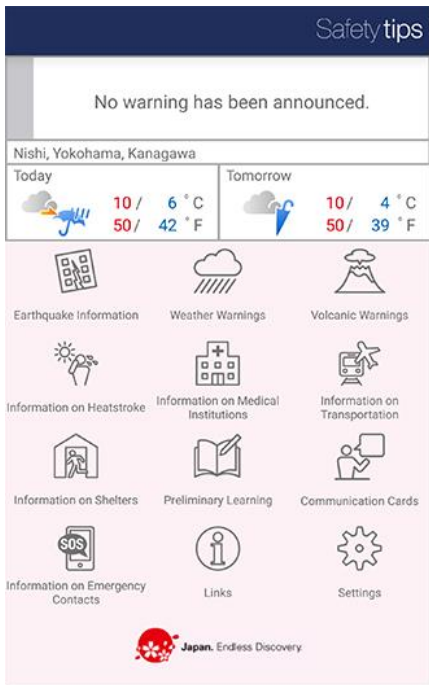 Safety tips
No warning has been announced.
Nishi, Yokohama, Kanagawa
Today
10 / 6 °C
50 / 42 °F
Tomorrow
10 / 4 °C
50 / 39 °F
Earthquake Information
Weather Warnings
Volcanic Warnings
Information on Heatstroke
Information on Medical
Institutions
Information on
Transportation
Information on Shelters
Preliminary Learning
Communication Cards
SOS
Information on Emergency
Contacts
Links
Settings
Japan. Endless Discovery.